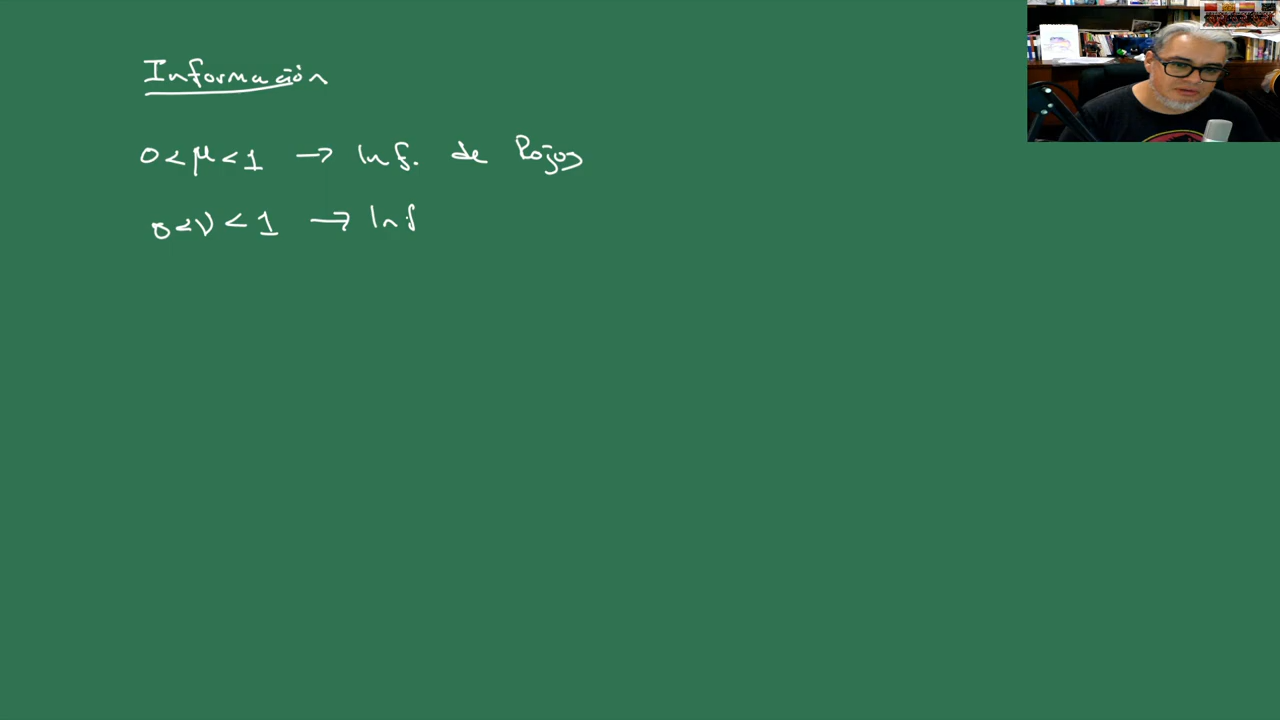 Información
0 < μ < 1 → Inf. de Rojos
0 < ν < 1 → Inf